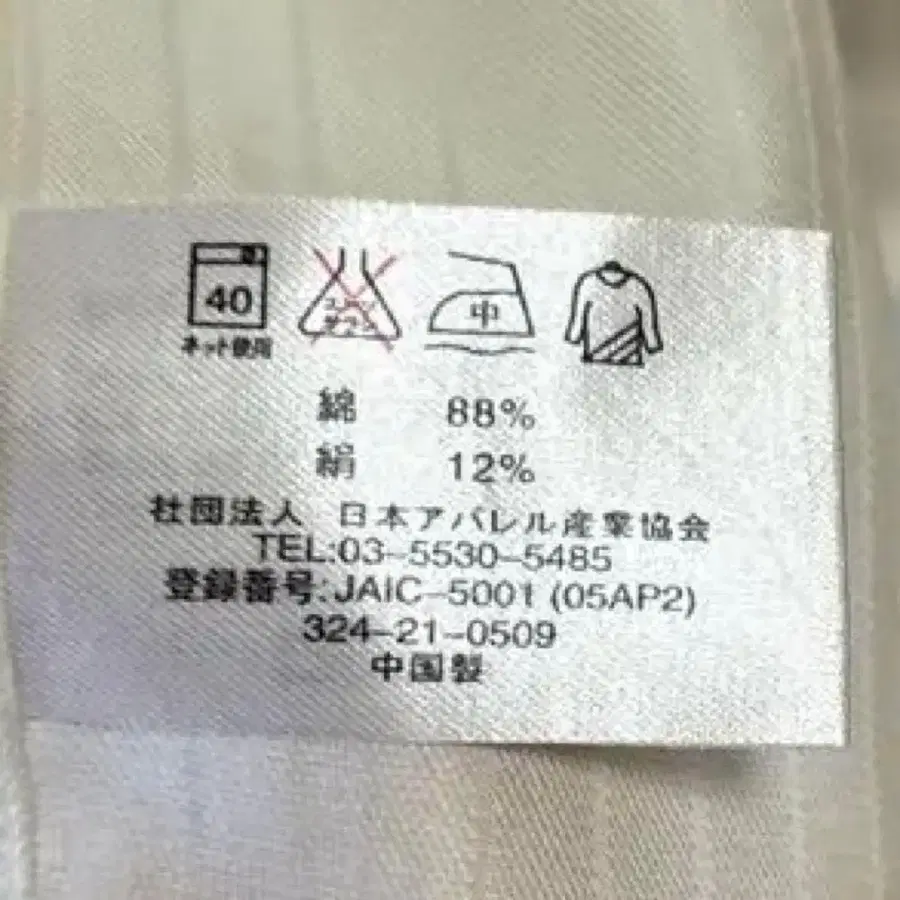 40
ネット使用
中
綿 88%
絹 12%
社団法人 日本アパレル産業協会
TEL:03-5530-5485
登録番号:JAIC-5001 (05AP2)
324-21-0509
中国製